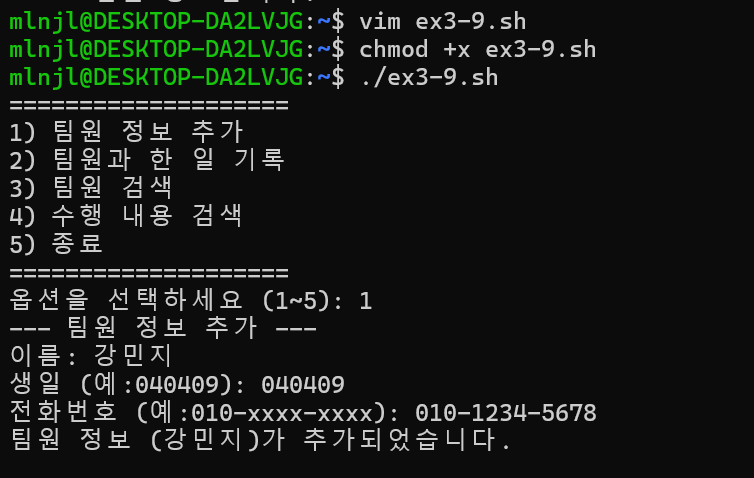 mlnjl@DESKTOP-DA2LVJG:~$ vim ex3-9.sh
mlnjl@DESKTOP-DA2LVJG:~$ chmod +x ex3-9.sh
mlnjl@DESKTOP-DA2LVJG:~$ ./ex3-9.sh
====================
1) 팀원 정보 추가
2) 팀원과 한 일 기록
3) 팀원 검색
4) 수행 내용 검색
5) 종료
====================
옵션을 선택하세요 (1~5): 1
--- 팀원 정보 추가 ---
이름: 강민지
생일 (예:040409): 040409
전화번호 (예:010-xxxx-xxxx): 010-1234-5678
팀원 정보 (강민지)가 추가되었습니다.